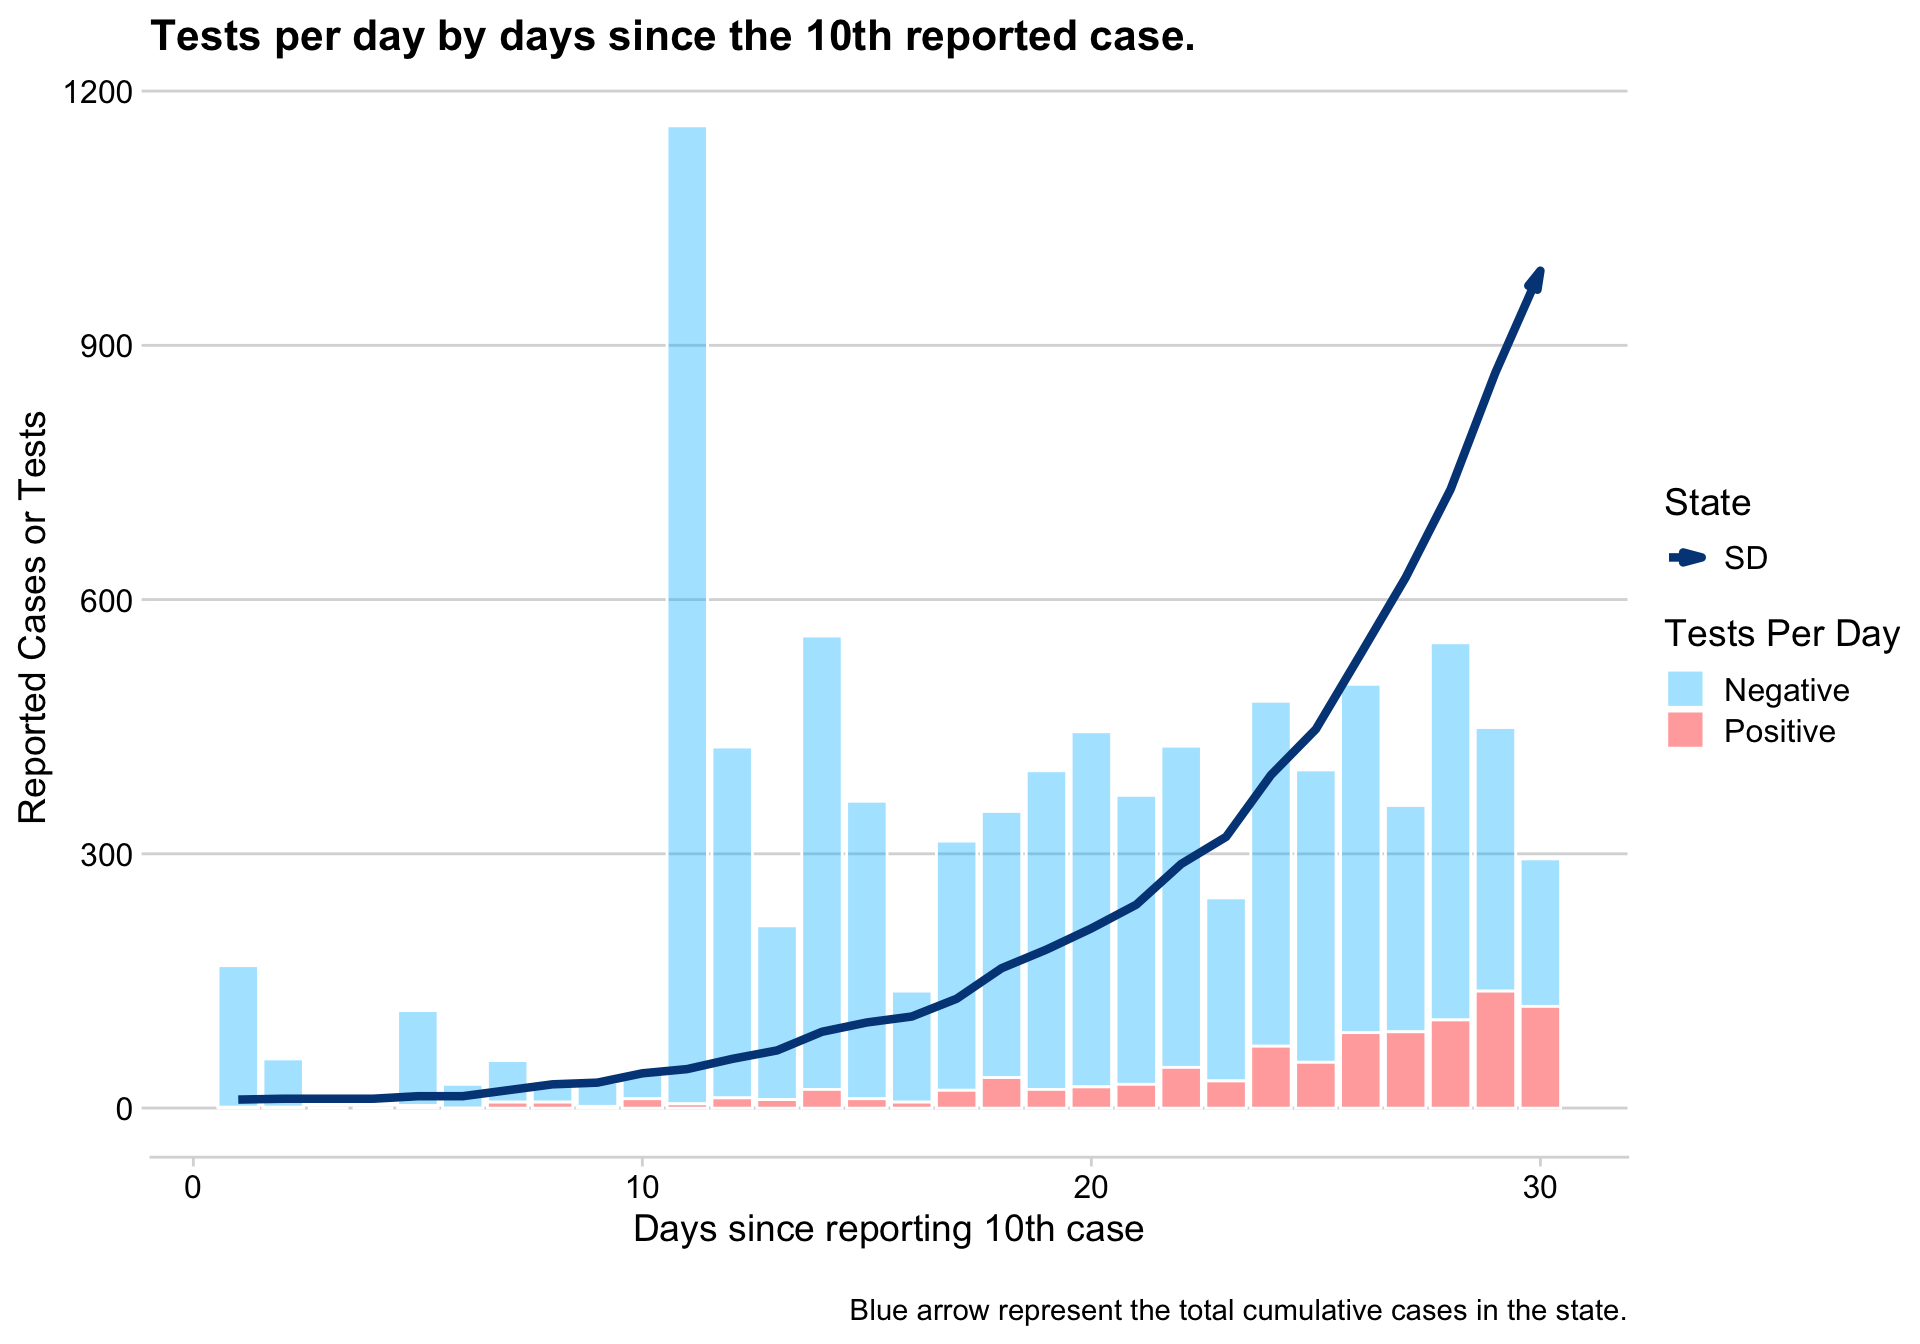 Tests per day by days since the 10th reported case.
1200
900
600
300
0
Reported Cases or Tests
0 10 20 30
Days since reporting 10th case
State
SD
Tests Per Day
Negative
Positive
Blue arrow represent the total cumulative cases in the state.